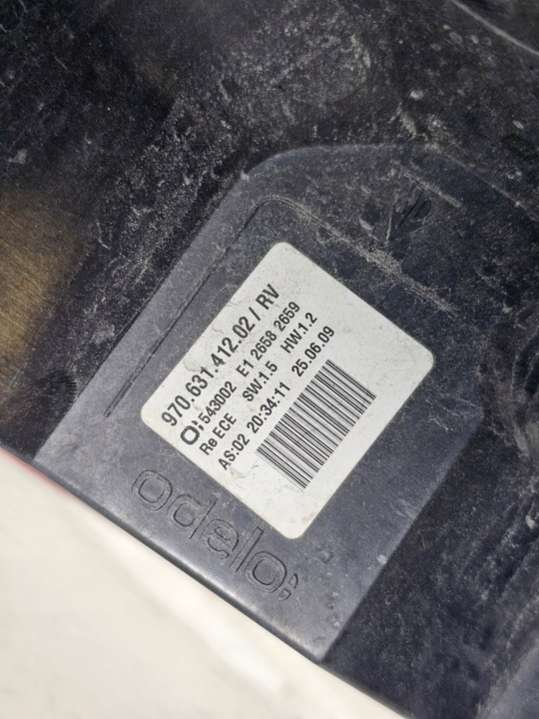 970.631.412.02 / RV
O: 543002 E1 2658 2659
Re ECE SW:1.5 HW:1.2
AS:02 20:34:11 25.06.09
odelo: